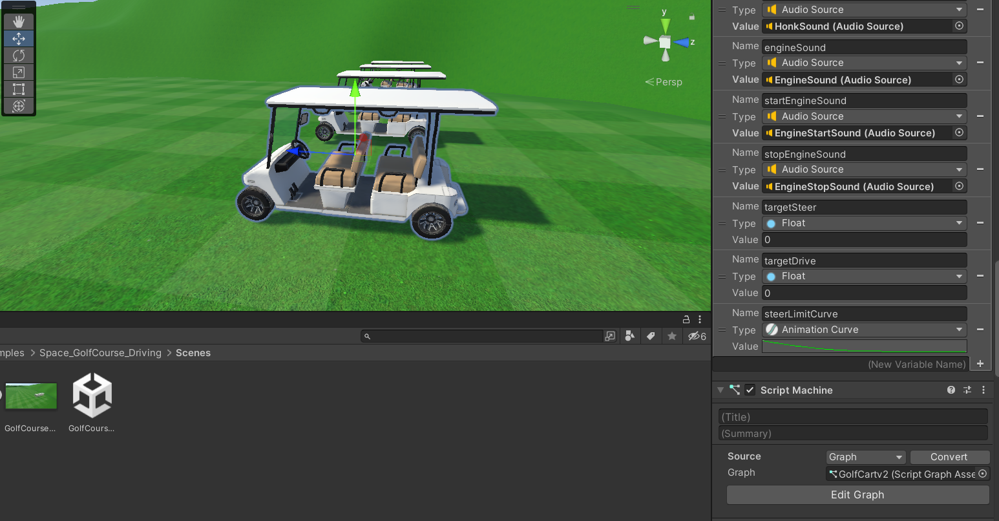 y
z
Persp
6
mples > Space_GolfCourse_Driving > Scenes
GolfCourse...
GolfCours...
Type Audio Source
Value HonkSound (Audio Source)
Name engineSound
Type Audio Source
Value EngineSound (Audio Source)
Name startEngineSound
Type Audio Source
Value EngineStartSound (Audio Source)
Name stopEngineSound
Type Audio Source
Value EngineStopSound (Audio Source)
Name targetSteer
Type Float
Value 0
Name targetDrive
Type Float
Value 0
Name steerLimitCurve
Type Animation Curve
Value
(New Variable Name)
Script Machine
(Title)
(Summary)
Source Graph Convert
Graph GolfCartv2 (Script Graph Asse
Edit Graph